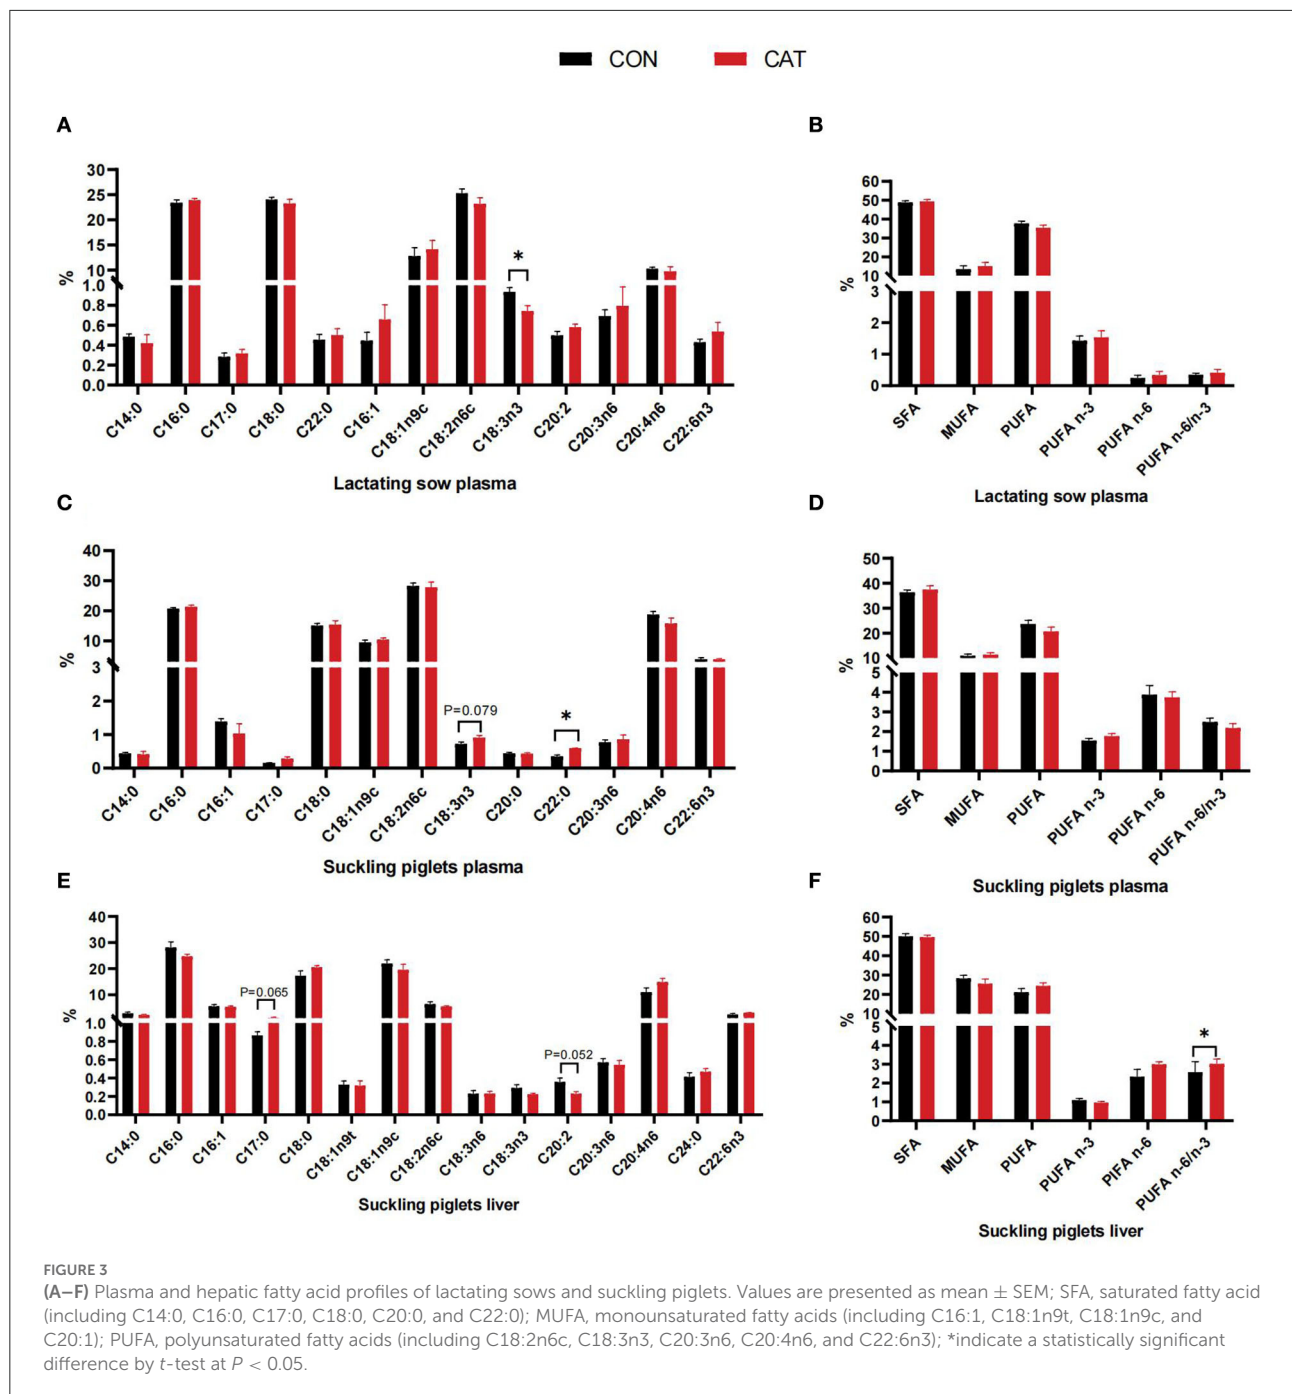 CON CAT
A
30
25
20
15
10
1.0
0.8
0.6
0.4
0.2
0.0
%
*
C14:0 C16:0 C17:0 C18:0 C22:0 C16:1 C18:1n9c C18:2n6c C18:3n3 C20:2 C20:3n6 C20:4n6 C22:6n3
Lactating sow plasma
B
60
50
40
30
20
10
3
2
1
0
%
SFA MUFA PUFA PUFA n-3 PUFA n-6 PUFA n-6/n-3
Lactating sow plasma
C
40
30
20
10
3
2
1
0
%
P=0.079
*
C14:0 C16:0 C16:1 C17:0 C18:0 C18:1n9c C18:2n6c C18:3n3 C20:0 C22:0 C20:3n6 C20:4n6 C22:6n3
Suckling piglets plasma
D
50
40
30
20
10
5
4
3
2
1
0
%
SFA MUFA PUFA PUFA n-3 PUFA n-6 PUFA n-6/n-3
Suckling piglets plasma
E
40
30
20
10
1.0
0.8
0.6
0.4
0.2
0.0
%
P=0.065
P=0.052
C14:0 C16:0 C16:1 C17:0 C18:0 C18:1n9t C18:1n9c C18:2n6c C18:3n6 C18:3n3 C20:2 C20:3n6 C20:4n6 C24:0 C22:6n3
Suckling piglets liver
F
60
50
40
30
20
10
5
4
3
2
1
0
%
*
SFA MUFA PUFA PUFA n-3 PIFA n-6 PUFA n-6/n-3
Suckling piglets liver
FIGURE 3
(A–F) Plasma and hepatic fatty acid profiles of lactating sows and suckling piglets. Values are presented as mean ± SEM; SFA, saturated fatty acid
(including C14:0, C16:0, C17:0, C18:0, C20:0, and C22:0); MUFA, monounsaturated fatty acids (including C16:1, C18:1n9t, C18:1n9c, and
C20:1); PUFA, polyunsaturated fatty acids (including C18:2n6c, C18:3n3, C20:3n6, C20:4n6, and C22:6n3); *indicate a statistically significant
difference by t-test at P < 0.05.